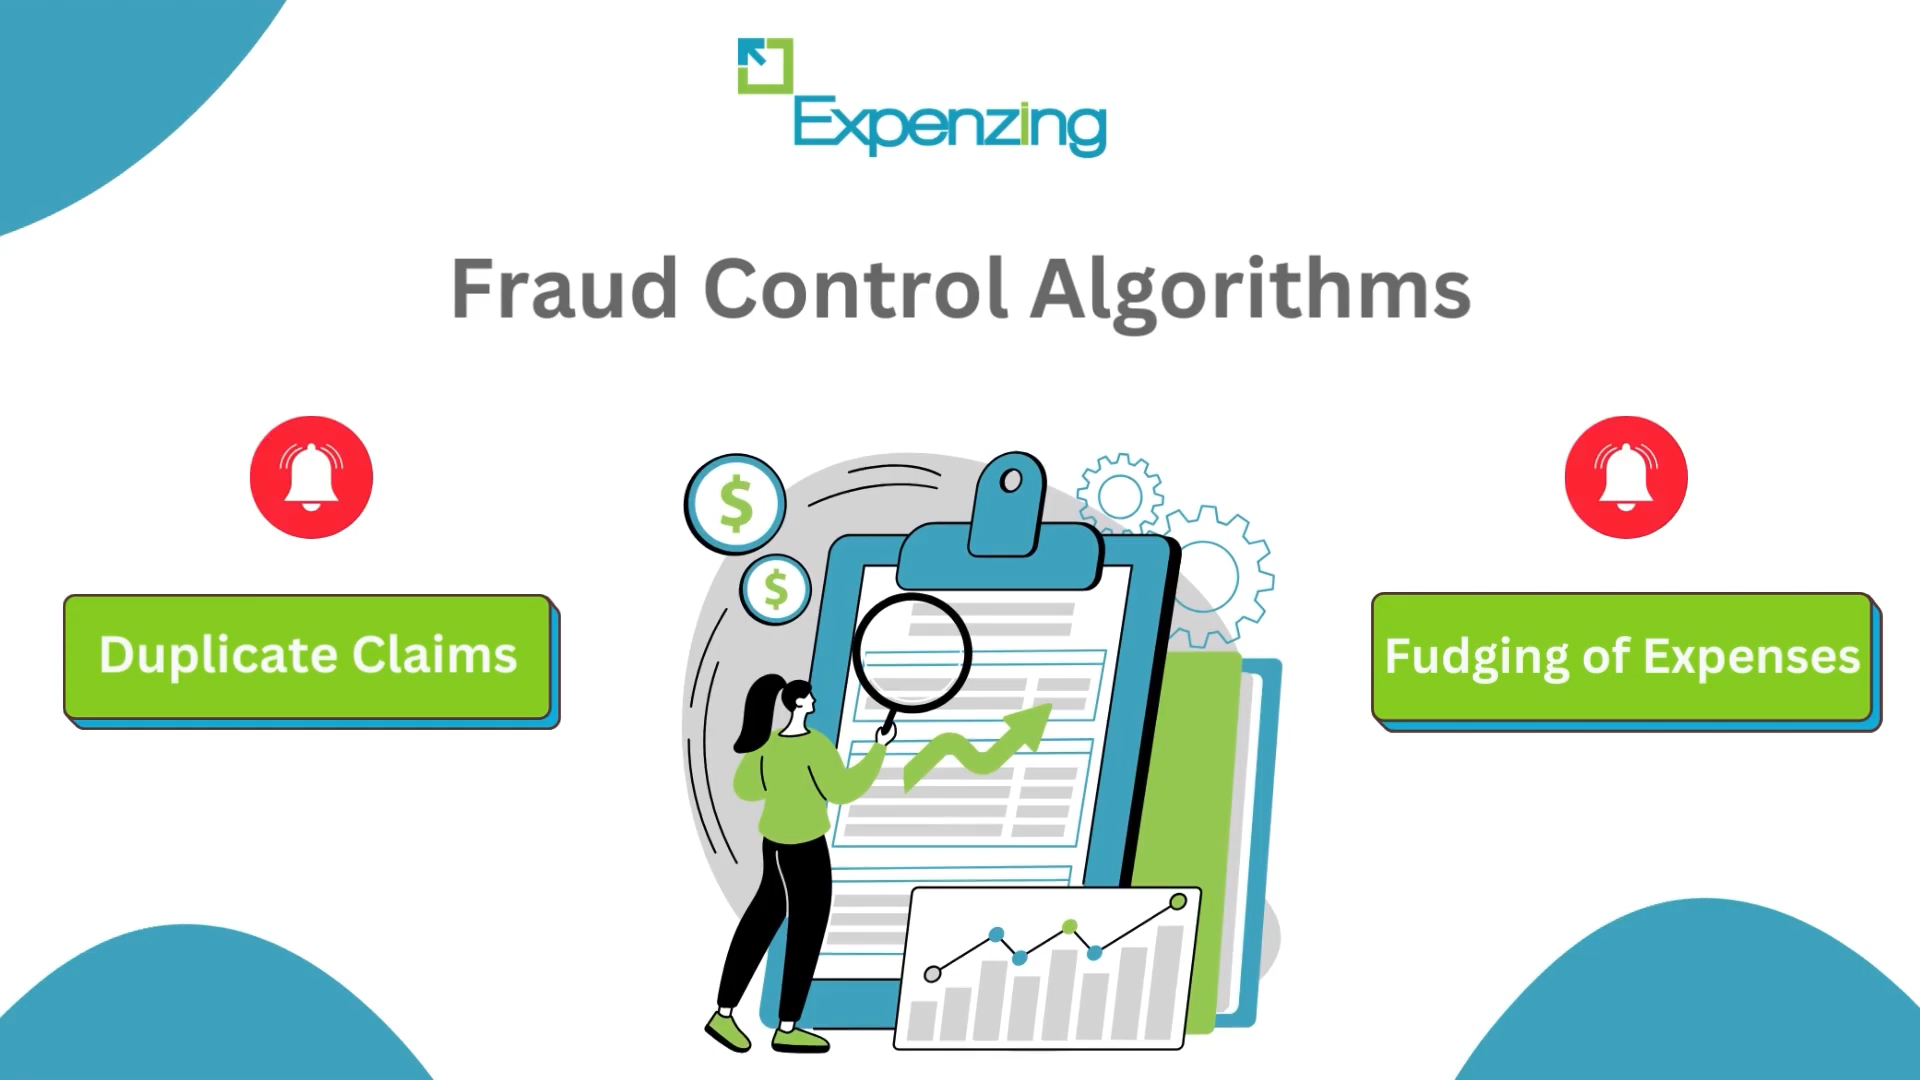 Expenzing
Fraud Control Algorithms
$
$
Duplicate Claims
Fudging of Expenses